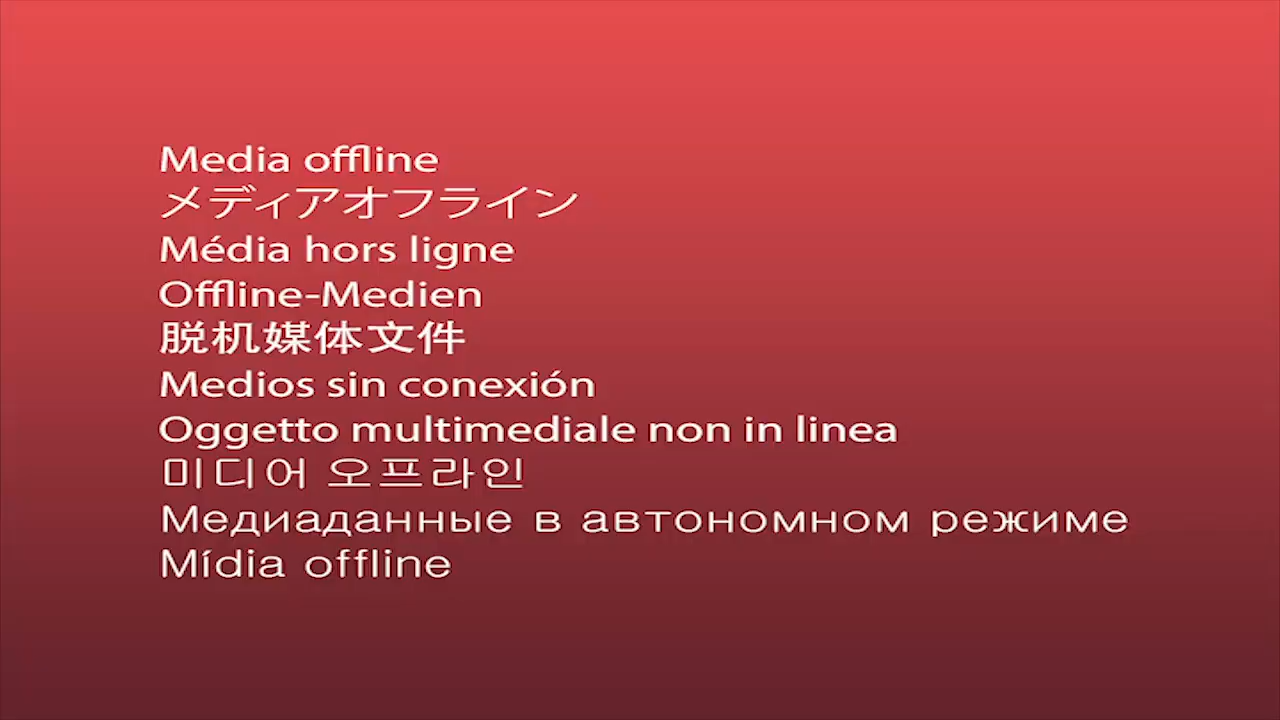 Media offline
メディアオフライン
Média hors ligne
Offline-Medien
脱机媒体文件
Medios sin conexión
Oggetto multimediale non in linea
미디어 오프라인
Медиаданные в автономном режиме
Mídia offline